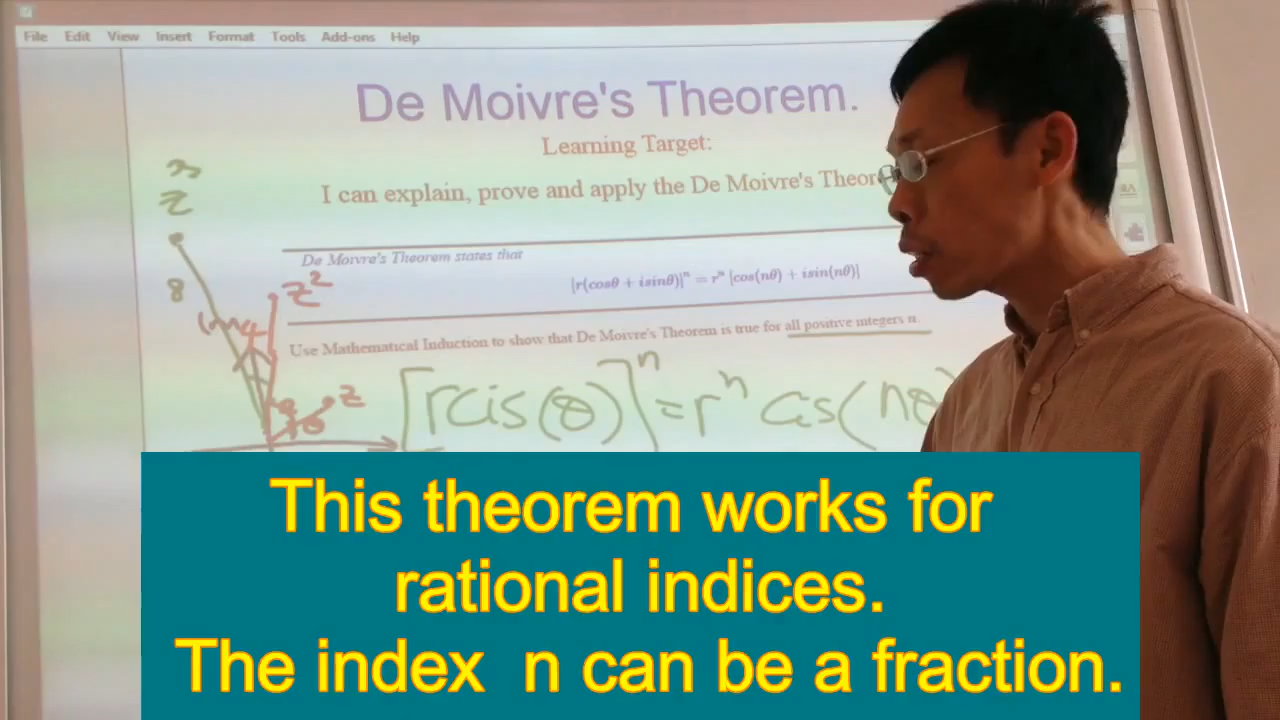 File Edit View Insert Format Tools Add-ons Help
De Moivre's Theorem.
Learning Target:
I can explain, prove and apply the De Moivre's Theor
De Moivre's Theorem states that
[r(cosθ + isinθ)]ⁿ = rⁿ [cos(nθ) + isin(nθ)]
Use Mathematical Induction to show that De Moivre's Theorem is true for all positive integers n.
n
z
8
z²
z
θ
[rcis(θ)]ⁿ = rⁿ cis(nθ
This theorem works for
rational indices.
The index n can be a fraction.